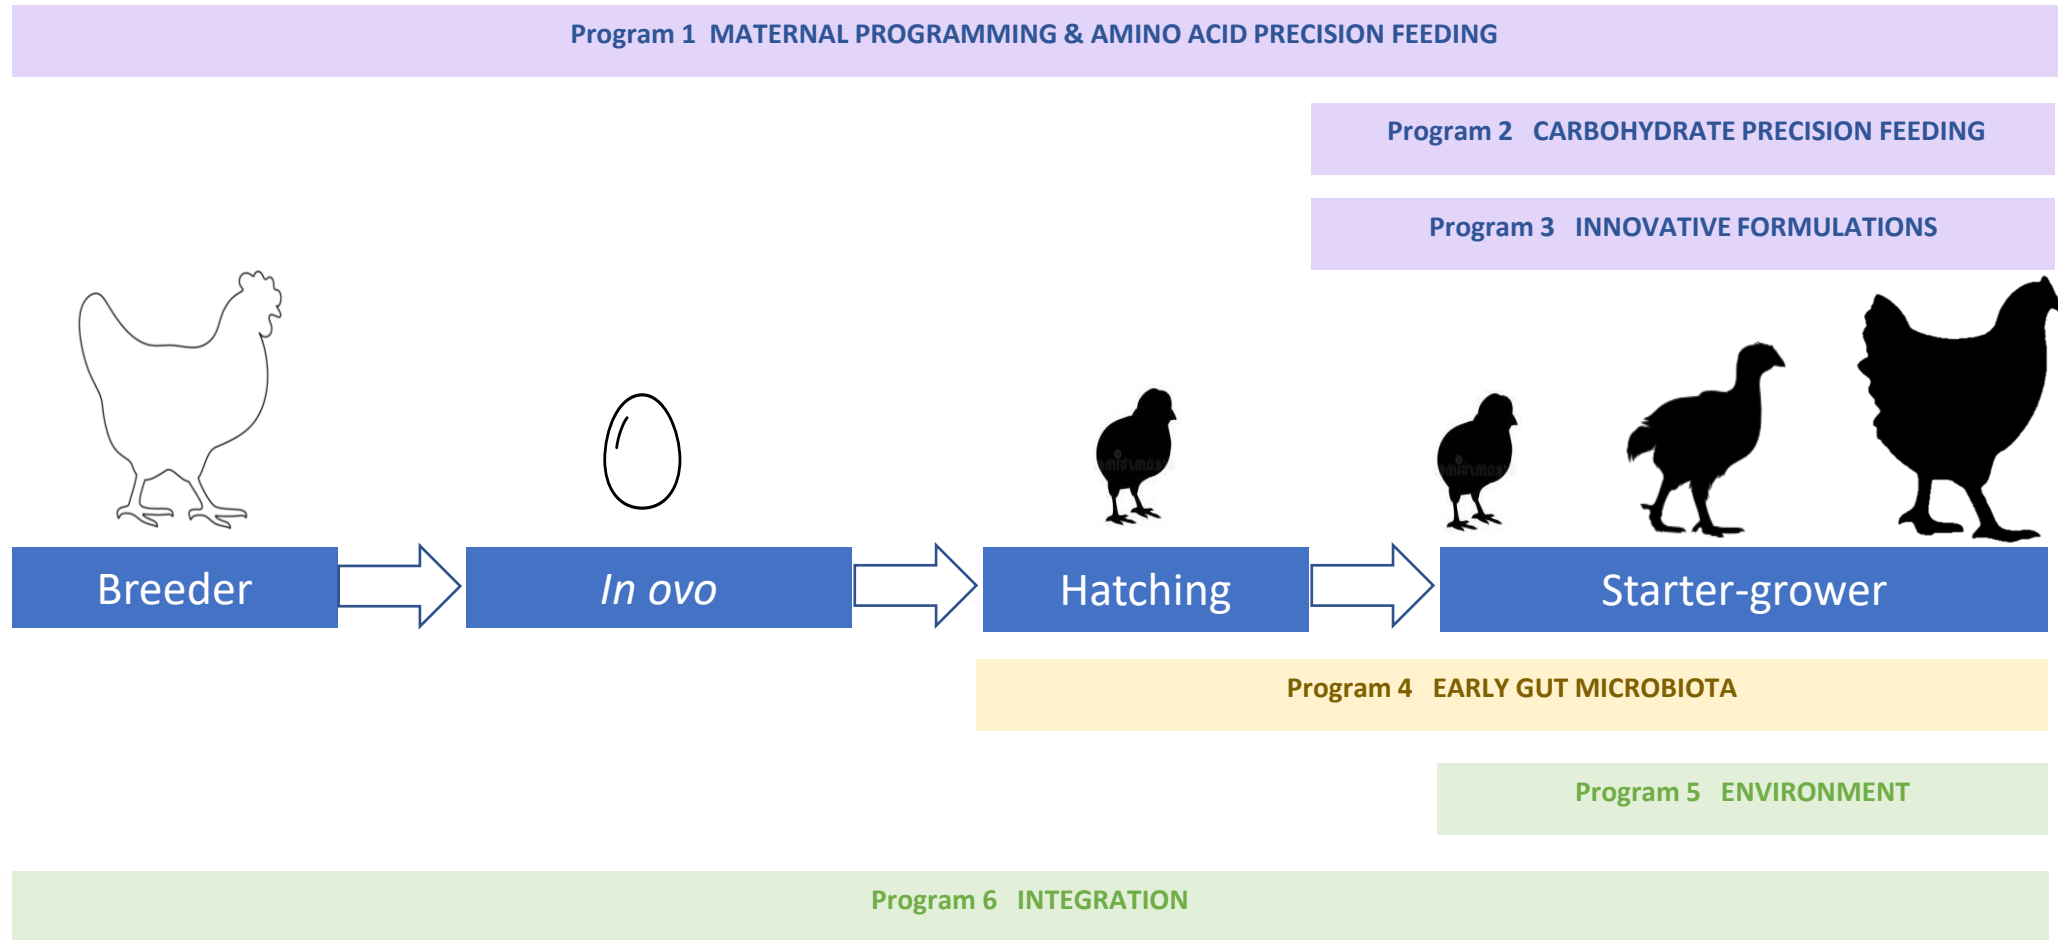 Program 1 MATERNAL PROGRAMMING & AMINO ACID PRECISION FEEDING
Program 2 CARBOHYDRATE PRECISION FEEDING
Program 3 INNOVATIVE FORMULATIONS
Breeder
In ovo
Hatching
Starter-grower
Program 4 EARLY GUT MICROBIOTA
Program 5 ENVIRONMENT
Program 6 INTEGRATION